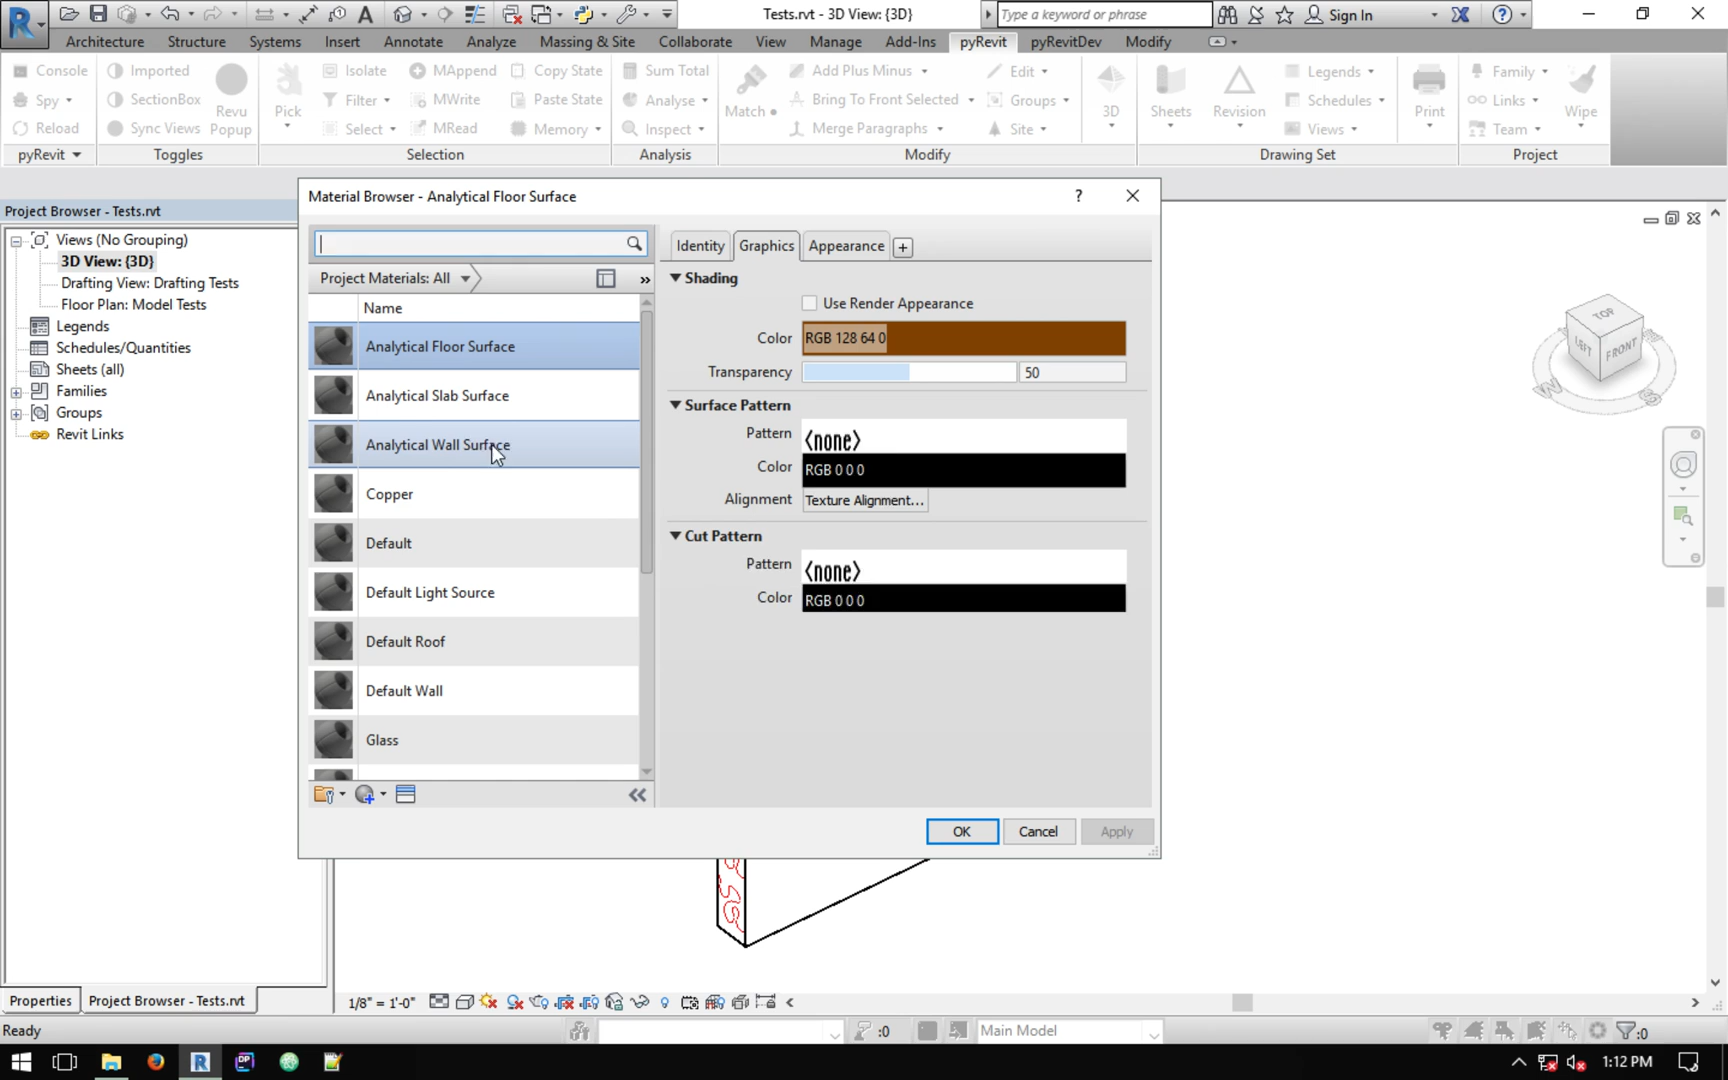 Tests.rvt - 3D View: {3D}
Type a keyword or phrase
Sign In
Architecture Structure Systems Insert Annotate Analyze Massing & Site Collaborate View Manage Add-Ins pyRevit pyRevitDev Modify
Console Imported Isolate MAppend Copy State Sum Total Add Plus Minus Edit Legends Family
Spy SectionBox Revu Pick Filter MWrite Paste State Analyse Match Bring To Front Selected Groups 3D Sheets Revision Schedules Print Links Wipe
Reload Sync Views Popup Select MRead Memory Inspect Merge Paragraphs Site Views Team
pyRevit Toggles Selection Analysis Modify Drawing Set Project
Project Browser - Tests.rvt
Views (No Grouping)
3D View: {3D}
Drafting View: Drafting Tests
Floor Plan: Model Tests
Legends
Schedules/Quantities
Sheets (all)
Families
Groups
Revit Links
Material Browser - Analytical Floor Surface
?
Project Materials: All
Name
Analytical Floor Surface
Analytical Slab Surface
Analytical Wall Surface
Copper
Default
Default Light Source
Default Roof
Default Wall
Glass
Identity Graphics Appearance +
Shading
Use Render Appearance
Color RGB 128 64 0
Transparency 50
Surface Pattern
Pattern <none>
Color RGB 0 0 0
Alignment Texture Alignment...
Cut Pattern
Pattern <none>
Color RGB 0 0 0
OK Cancel Apply
TOP
LEFT FRONT
W S
Properties Project Browser - Tests.rvt
1/8" = 1'-0"
Ready
:0
Main Model
:0
1:12 PM